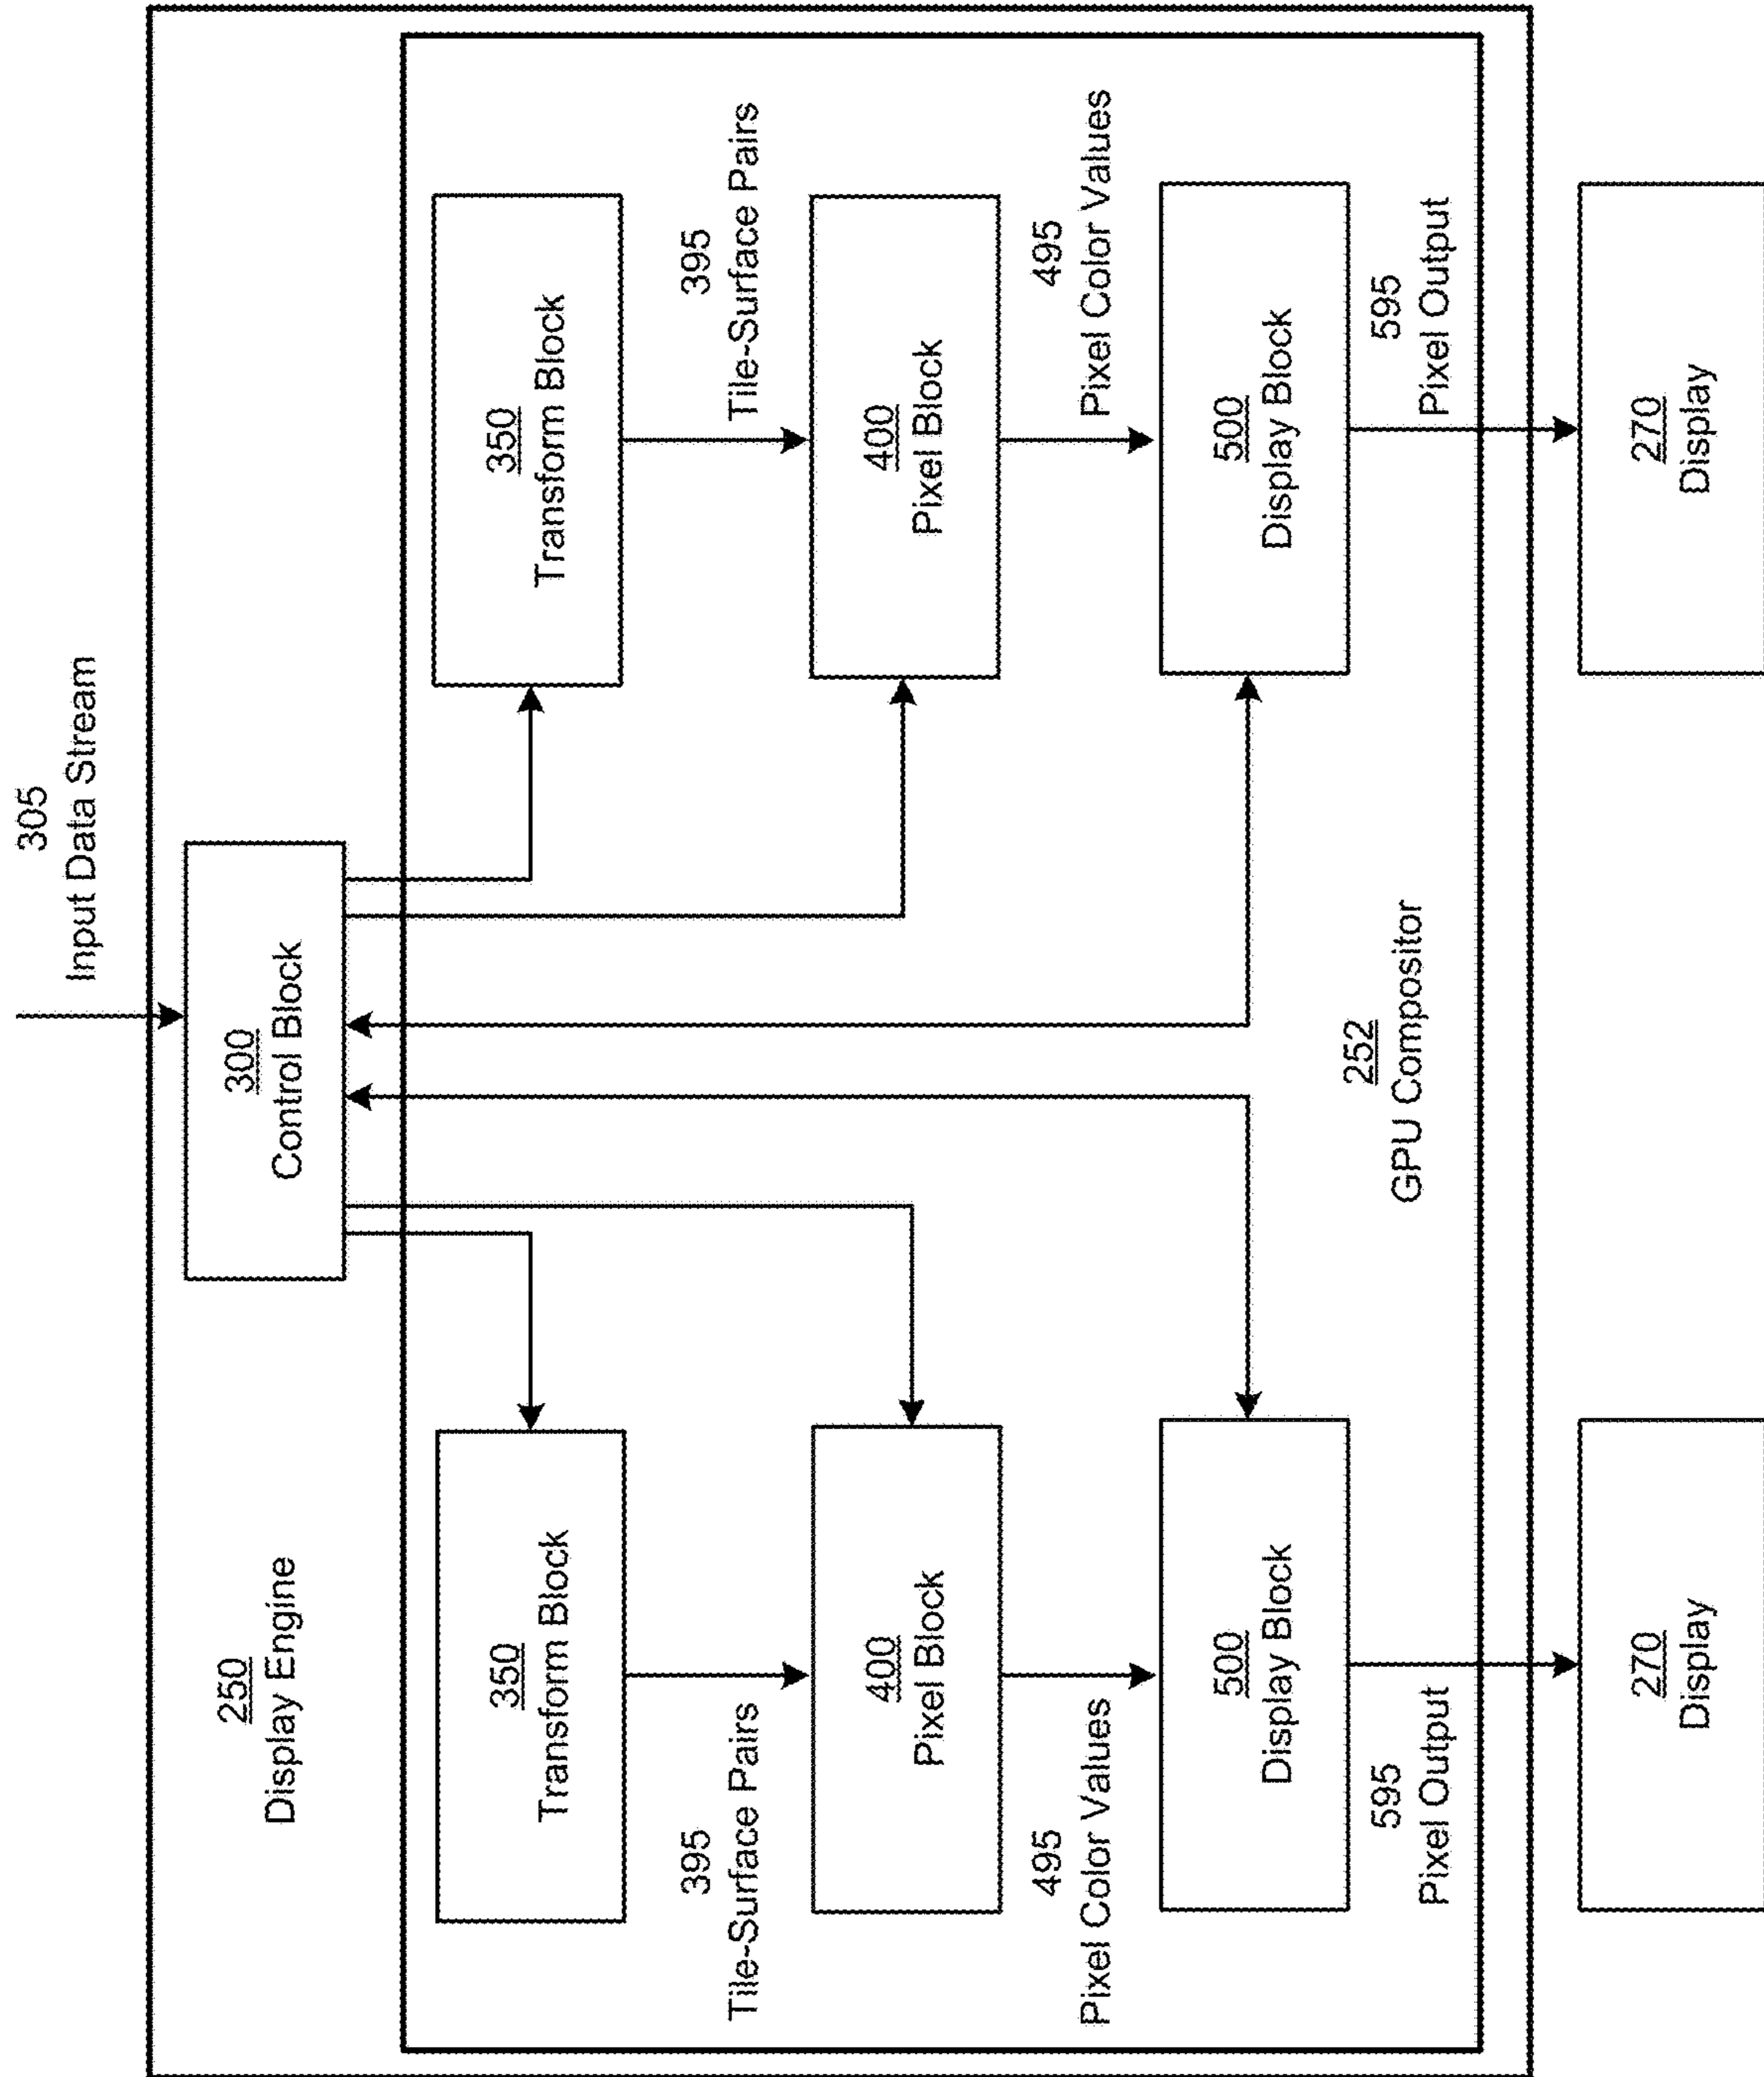 305
Input Data Stream
250
Display Engine
300
Control Block
350
Transform Block
350
Transform Block
395
Tile-Surface Pairs
395
Tile-Surface Pairs
400
Pixel Block
400
Pixel Block
495
Pixel Color Values
495
Pixel Color Values
500
Display Block
500
Display Block
252
GPU Compositor
595
Pixel Output
595
Pixel Output
270
Display
270
Display